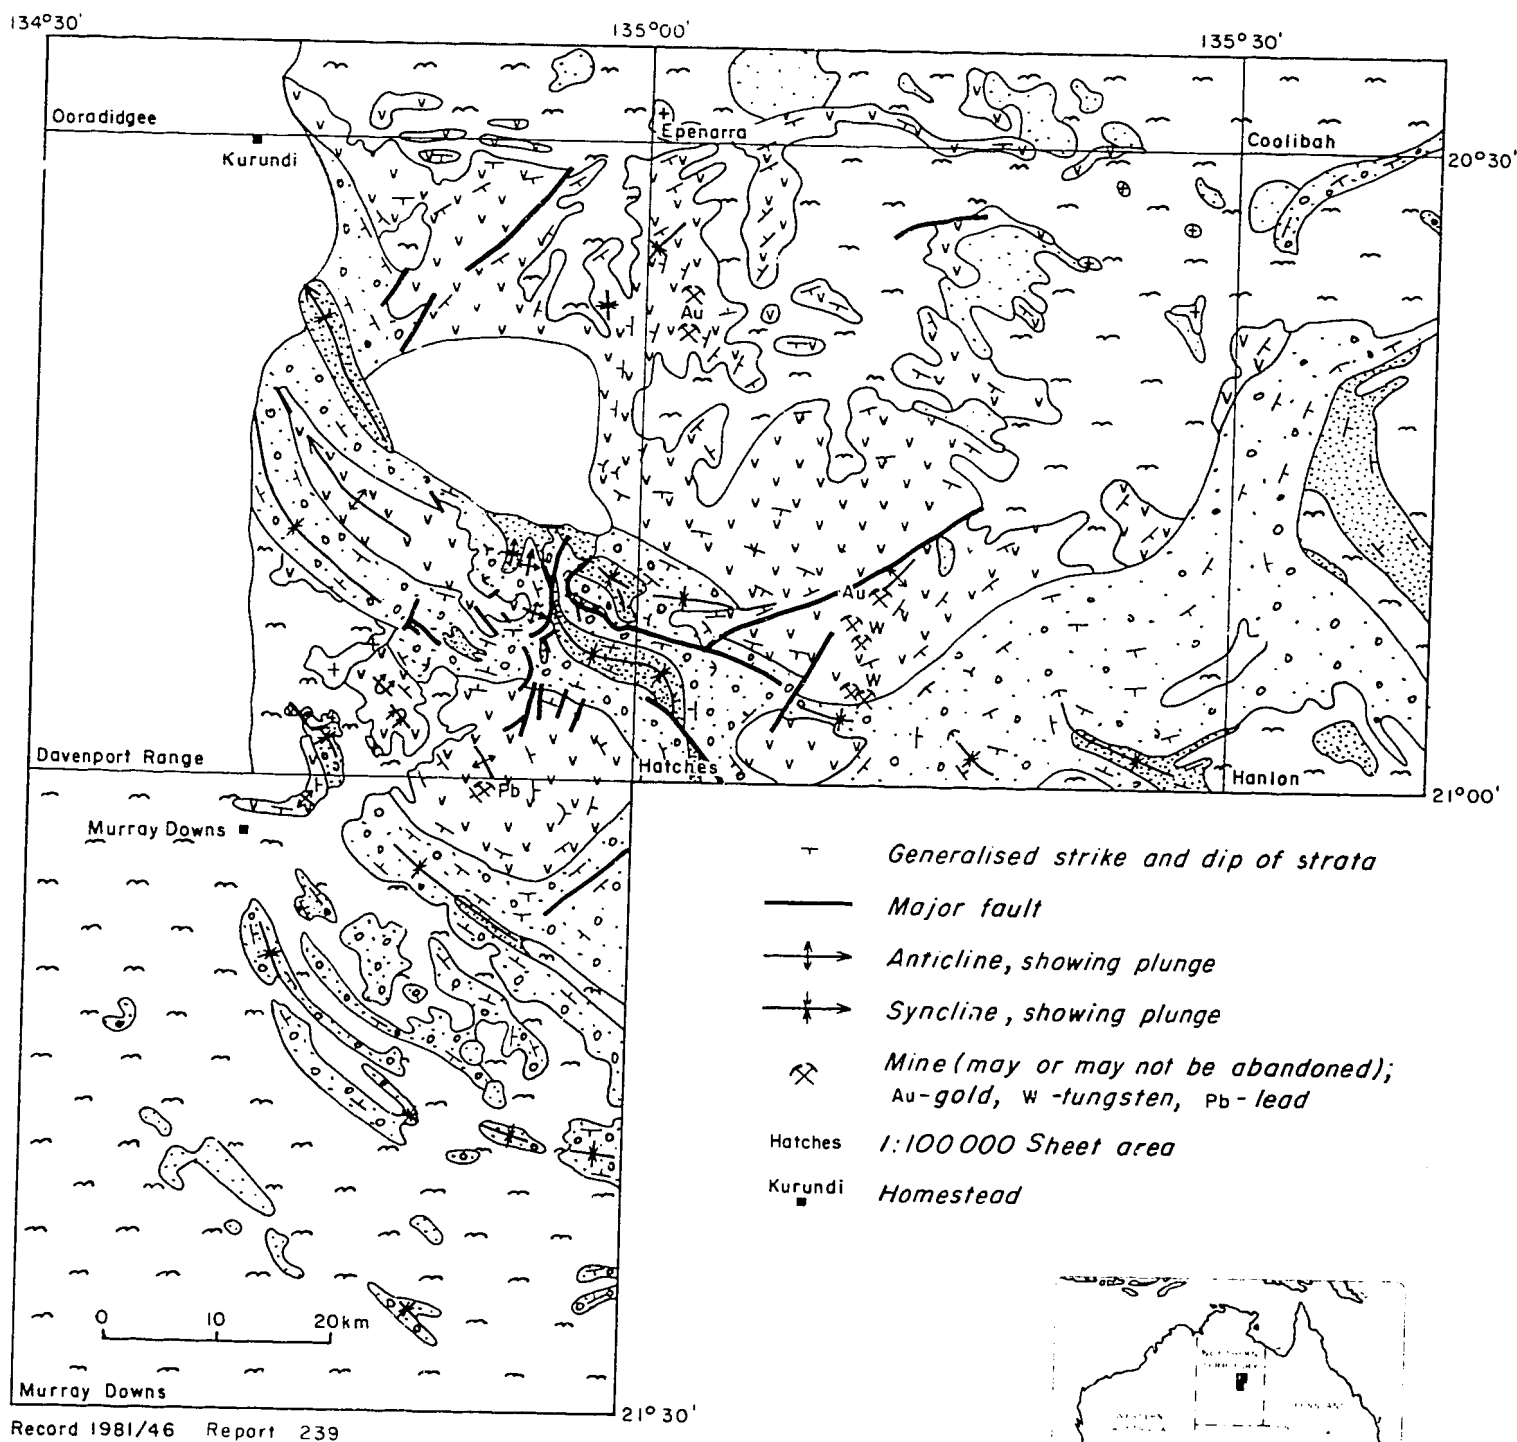 134°30'
135°00'
135°30'
Ooradidgee
Epenarra
Coolibah
20°30'
Kurundi
Au
Au
W
W
Davenport Range
Hatches
Hanlon
21°00'
Pb
Murray Downs
Generalised strike and dip of strata
Major fault
Anticline, showing plunge
Syncline, showing plunge
Mine (may or may not be abandoned);
Au-gold, W-tungsten, Pb-lead
Hatches 1:100 000 Sheet area
Kurundi Homestead
0 10 20km
Murray Downs
21°30'
Record 1981/46 Report 239
NORTHERN
TERRITORY